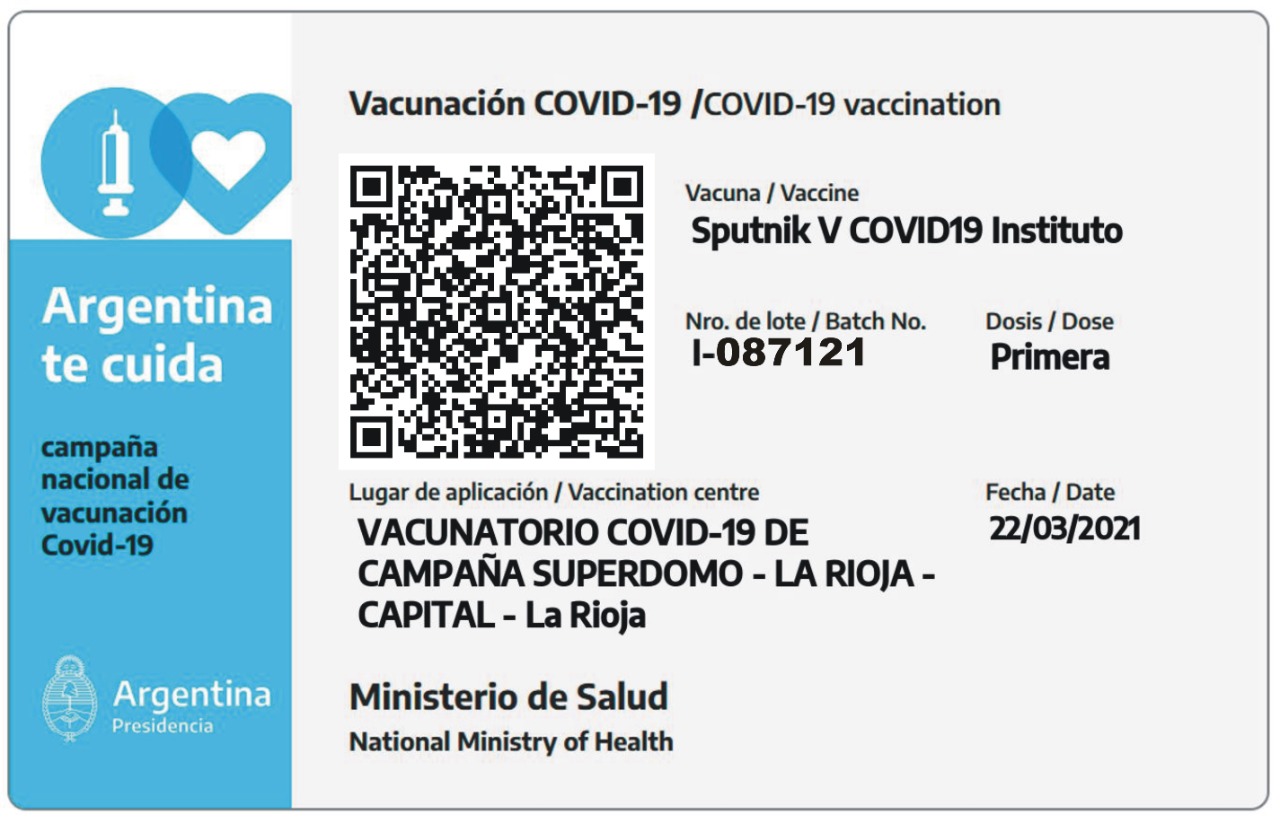 Vacunación COVID-19 /COVID-19 vaccination
Vacuna / Vaccine
Sputnik V COVID19 Instituto
Nro. de lote / Batch No.
I-087121
Dosis / Dose
Primera
Lugar de aplicación / Vaccination centre
VACUNATORIO COVID-19 DE
CAMPAÑA SUPERDOMO - LA RIOJA -
CAPITAL - La Rioja
Fecha / Date
22/03/2021
Ministerio de Salud
National Ministry of Health
Argentina
te cuida
campaña
nacional de
vacunación
Covid-19
Argentina
Presidencia